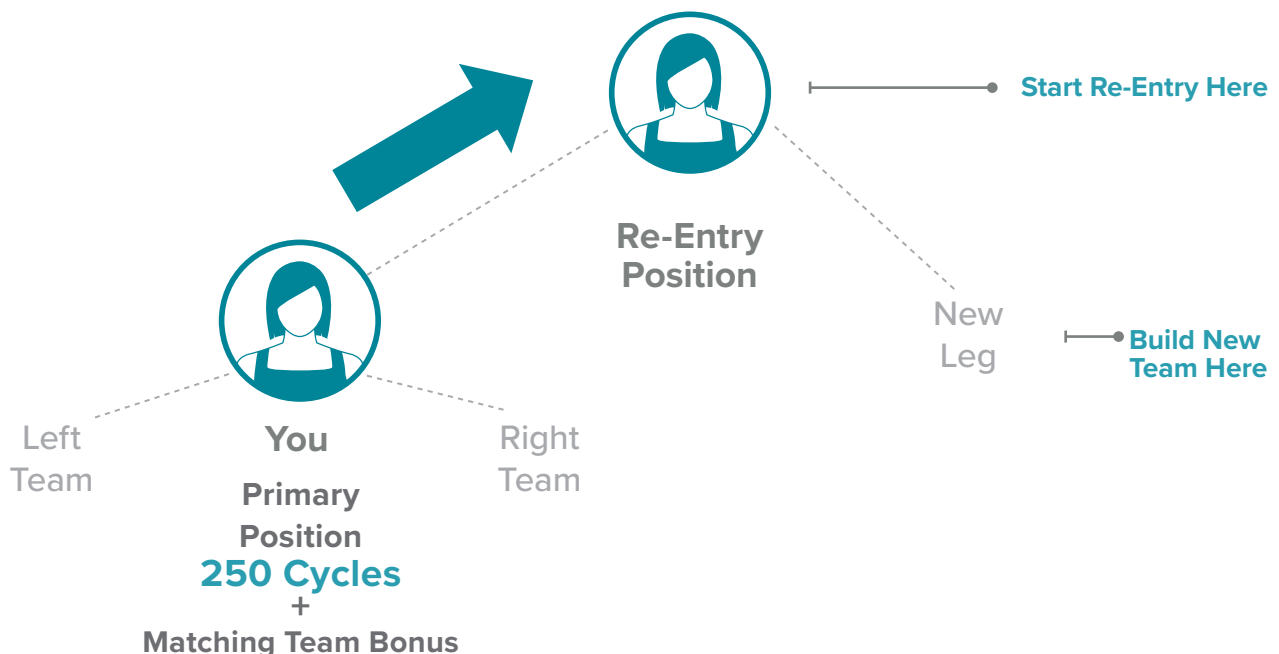 Start Re-Entry Here
Re-Entry
Position
New
Leg
Build New
Team Here
Left
Team
You
Right
Team
Primary
Position
250 Cycles
+
Matching Team Bonus